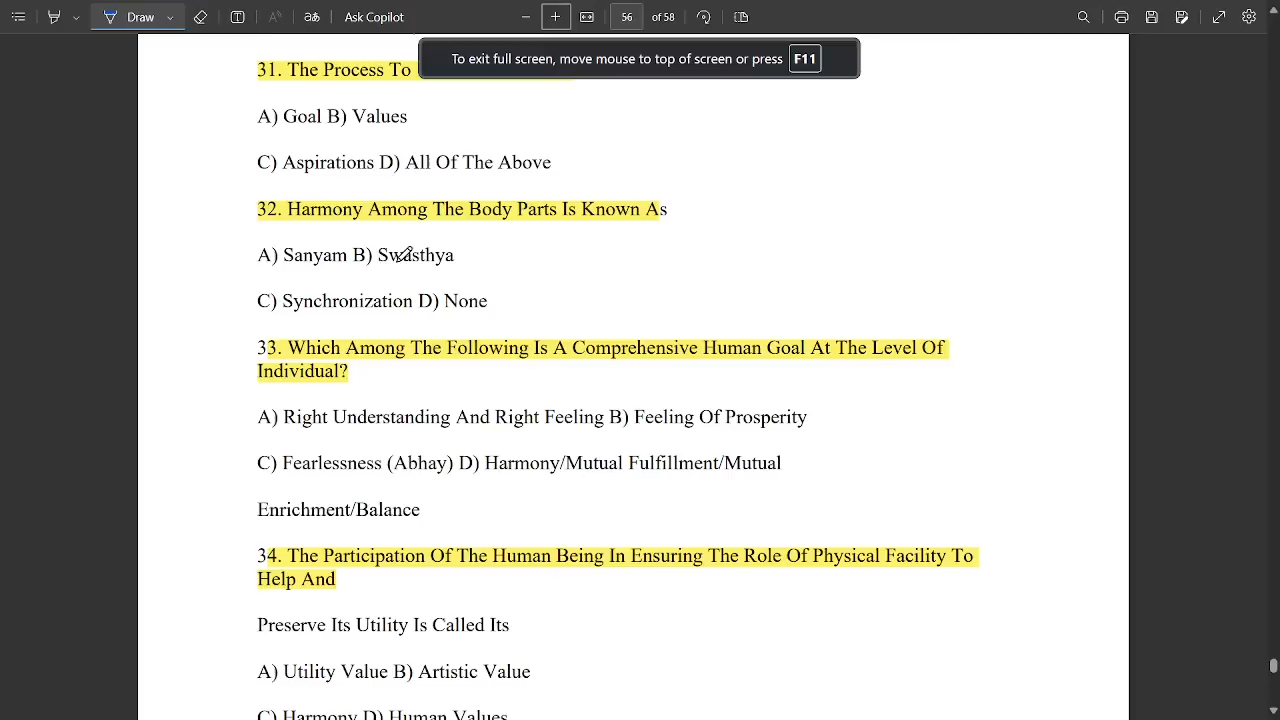 Draw
Ask Copilot
56 of 58
To exit full screen, move mouse to top of screen or press F11
31. The Process To
A) Goal B) Values
C) Aspirations D) All Of The Above
32. Harmony Among The Body Parts Is Known As
A) Sanyam B) Swasthya
C) Synchronization D) None
33. Which Among The Following Is A Comprehensive Human Goal At The Level Of
Individual?
A) Right Understanding And Right Feeling B) Feeling Of Prosperity
C) Fearlessness (Abhay) D) Harmony/Mutual Fulfillment/Mutual
Enrichment/Balance
34. The Participation Of The Human Being In Ensuring The Role Of Physical Facility To
Help And
Preserve Its Utility Is Called Its
A) Utility Value B) Artistic Value
C) Harmony D) Human Values